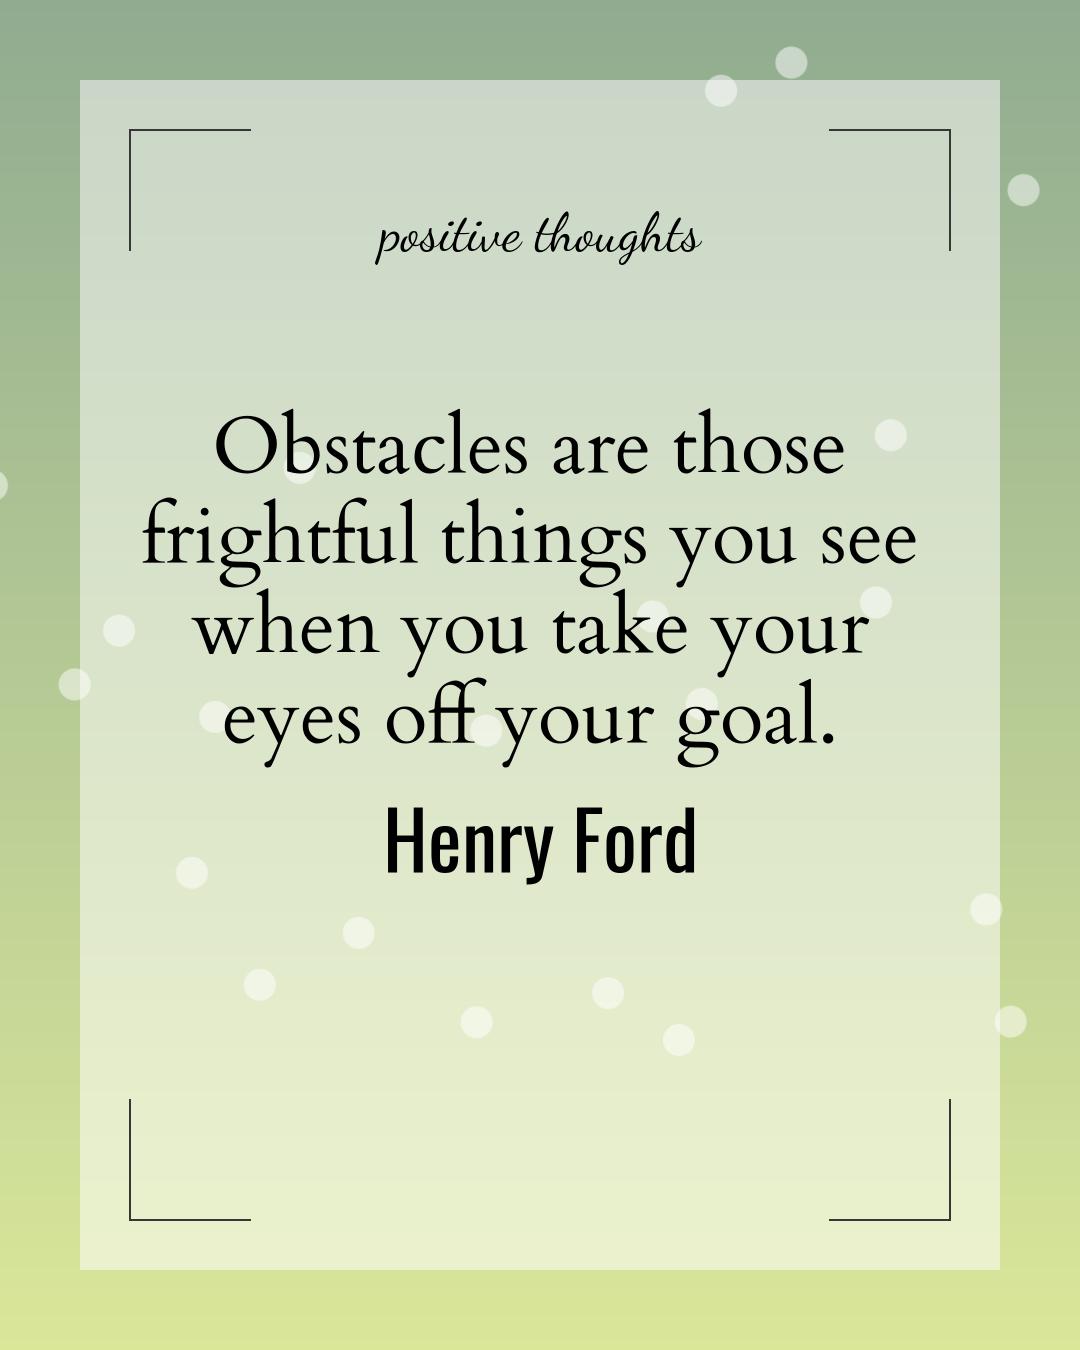 positive thoughts
Obstacles are those
frightful things you see
when you take your
eyes off your goal.
Henry Ford